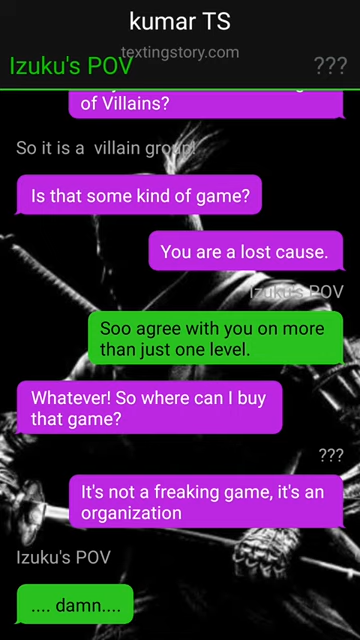 kumar TS
textingstory.com
Izuku's POV
???
of Villains?
So it is a villain group!
Is that some kind of game?
You are a lost cause.
Izuku's POV
Soo agree with you on more
than just one level.
Whatever! So where can I buy
that game?
???
It's not a freaking game, it's an
organization
Izuku's POV
.... damn....